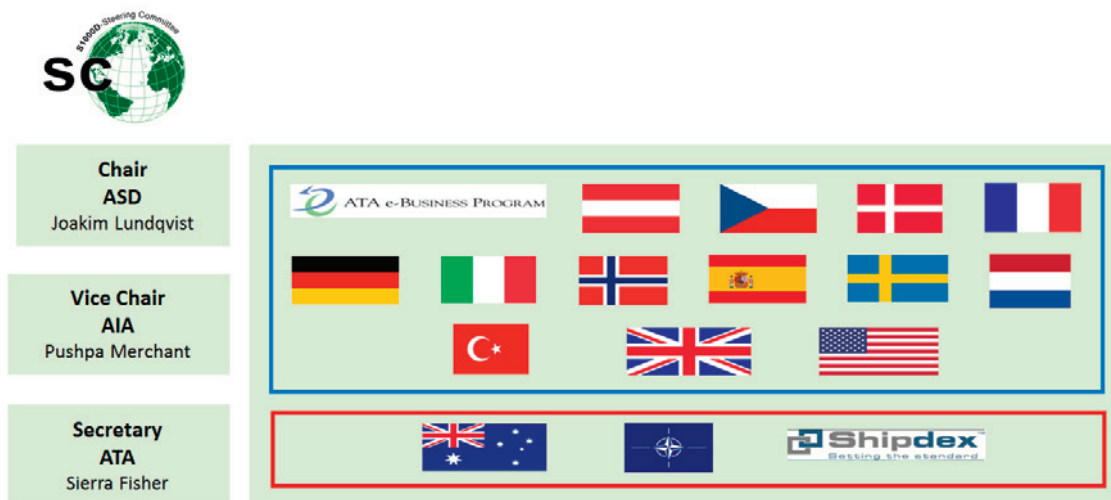 S1000D-Steering Committee
SC
Chair
ASD
Joakim Lundqvist
Vice Chair
AIA
Pushpa Merchant
Secretary
ATA
Sierra Fisher
ATA e-Business Program
Shipdex™
Setting the standard